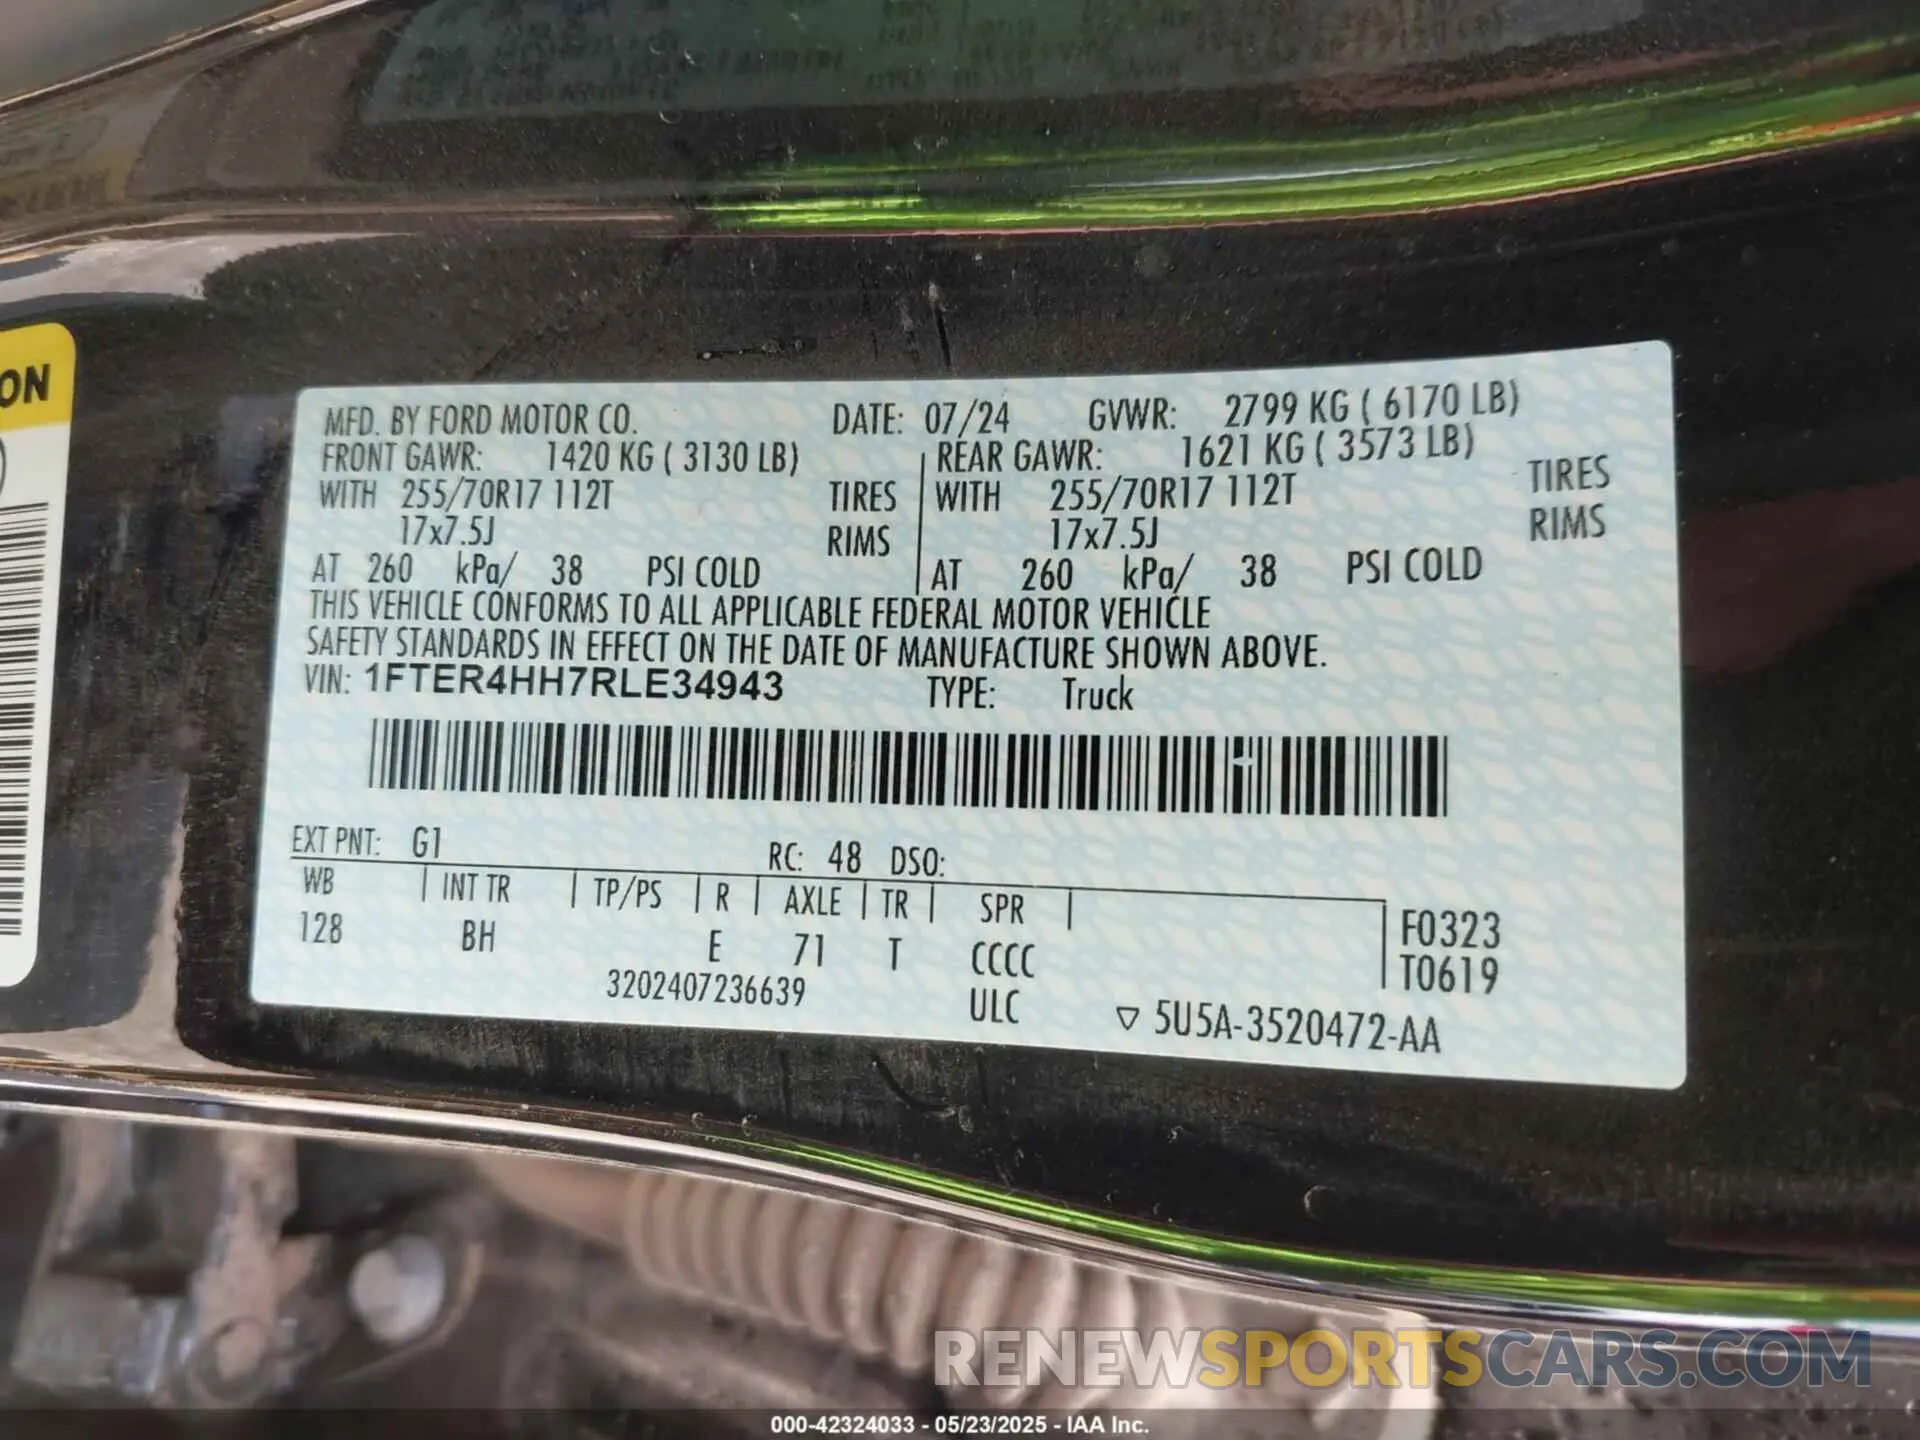 ON
MFD. BY FORD MOTOR CO. DATE: 07/24 GVWR: 2799 KG ( 6170 LB)
FRONT GAWR: 1420 KG ( 3130 LB) REAR GAWR: 1621 KG ( 3573 LB)
WITH 255/70R17 112T TIRES WITH 255/70R17 112T TIRES
17x7.5J RIMS 17x7.5J RIMS
AT 260 kPa/ 38 PSI COLD AT 260 kPa/ 38 PSI COLD
THIS VEHICLE CONFORMS TO ALL APPLICABLE FEDERAL MOTOR VEHICLE
SAFETY STANDARDS IN EFFECT ON THE DATE OF MANUFACTURE SHOWN ABOVE.
VIN: 1FTER4HH7RLE34943 TYPE: Truck
EXT PNT: G1 RC: 48 DSO:
WB INT TR TP/PS R AXLE TR SPR
128 BH E 71 T CCCC F0323
3202407236639 ULC T0619
▽ 5U5A-3520472-AA
RENEWSPORTSCARS.COM
000-42324033 - 05/23/2025 - IAA Inc.